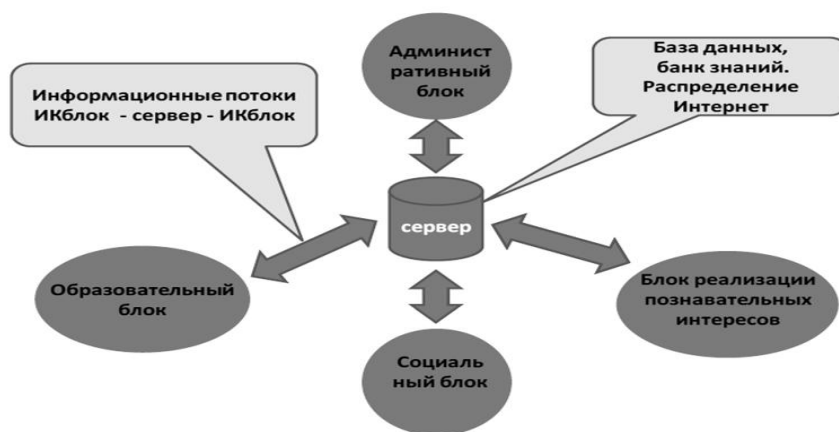 Админист
ративный
блок
База данных,
банк знаний.
Распределение
Интернет
Информационные потоки
ИКблок - сервер - ИКблок
сервер
Образовательный
блок
Блок реализации
познавательных
интересов
Социаль
ный блок